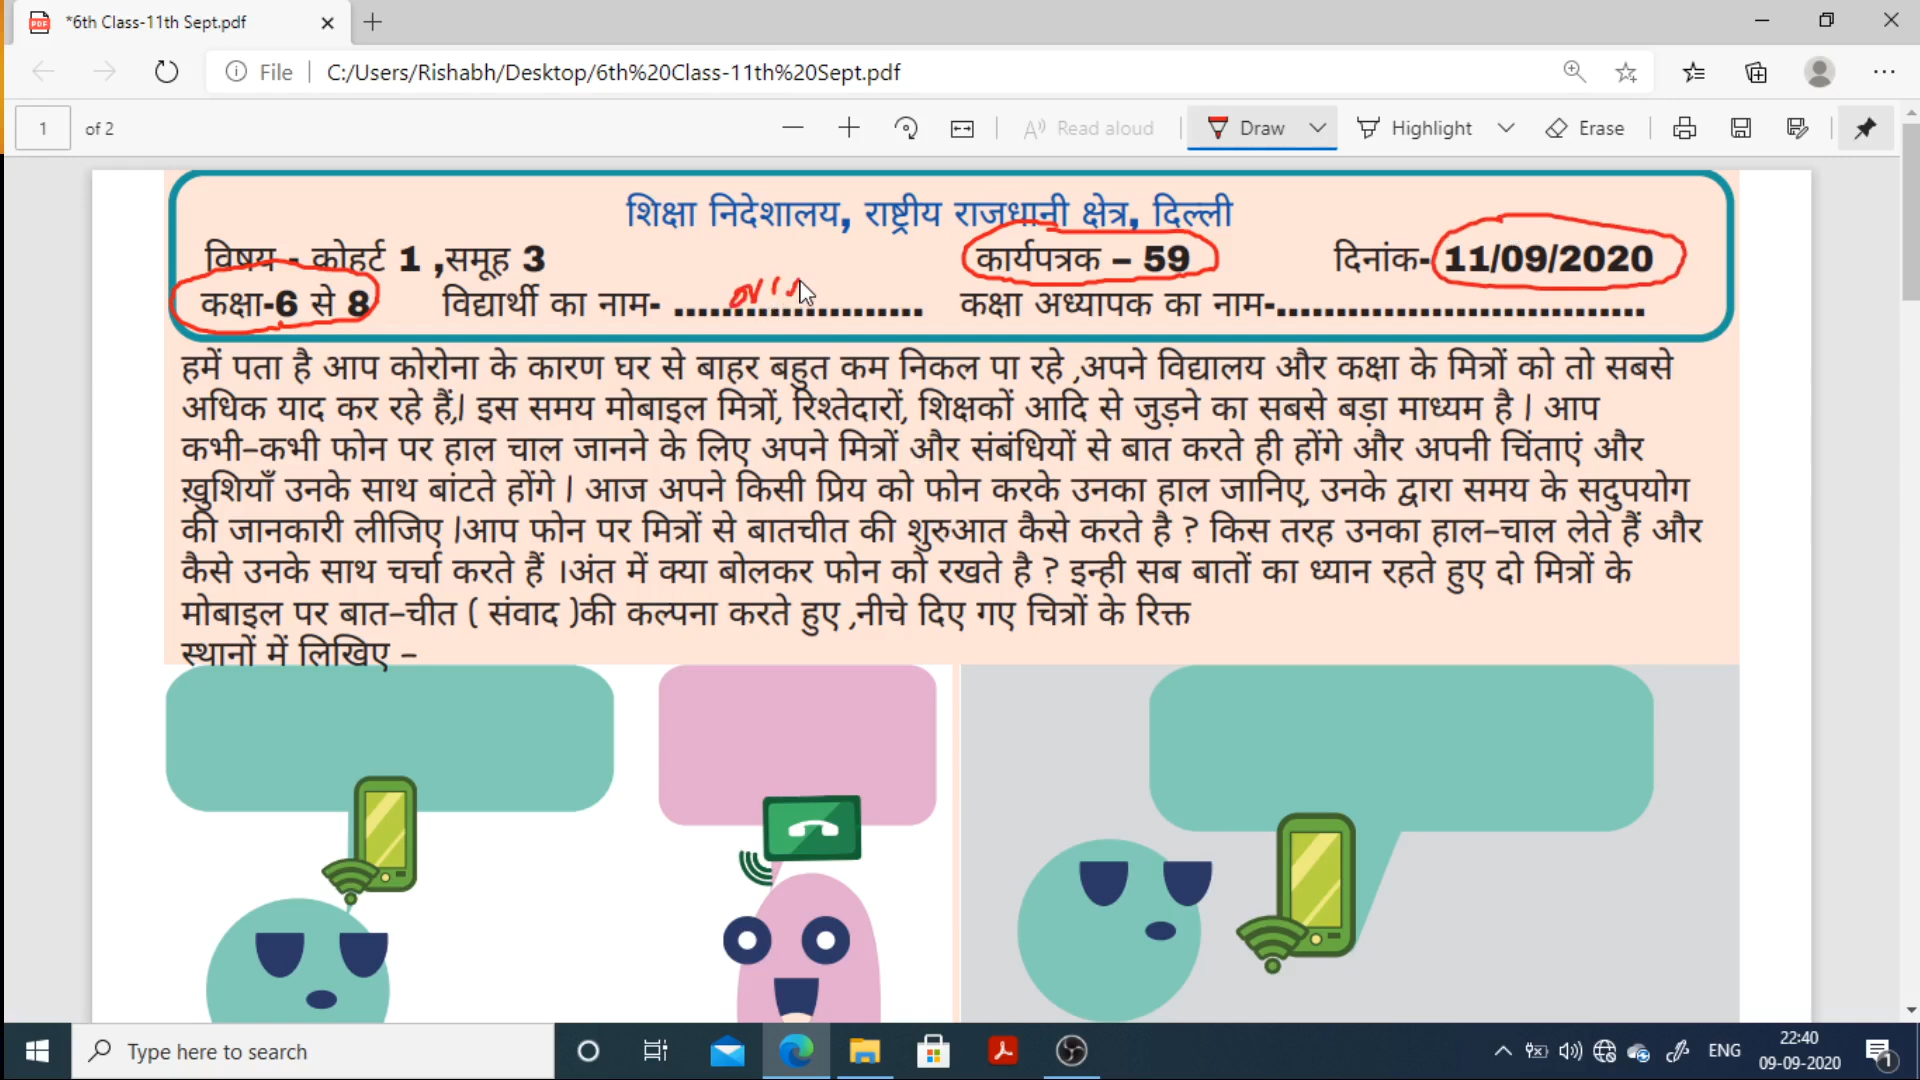 *6th Class-11th Sept.pdf
File
C:/Users/Rishabh/Desktop/6th%20Class-11th%20Sept.pdf
1 of 2
Read aloud
Draw
Highlight
Erase
शिक्षा निदेशालय, राष्ट्रीय राजधानी क्षेत्र, दिल्ली
विषय - कोहर्ट 1 ,समूह 3 कार्यपत्रक – 59 दिनांक- 11/09/2020
कक्षा-6 से 8 विद्यार्थी का नाम- ..................... कक्षा अध्यापक का नाम-...............................
हमें पता है आप कोरोना के कारण घर से बाहर बहुत कम निकल पा रहे ,अपने विद्यालय और कक्षा के मित्रों को तो सबसे
अधिक याद कर रहे हैं,। इस समय मोबाइल मित्रों, रिश्तेदारों, शिक्षकों आदि से जुड़ने का सबसे बड़ा माध्यम है । आप
कभी–कभी फोन पर हाल चाल जानने के लिए अपने मित्रों और संबंधियों से बात करते ही होंगे और अपनी चिंताएं और
ख़ुशियाँ उनके साथ बांटते होंगे । आज अपने किसी प्रिय को फोन करके उनका हाल जानिए, उनके द्वारा समय के सदुपयोग
की जानकारी लीजिए ।आप फोन पर मित्रों से बातचीत की शुरुआत कैसे करते है ? किस तरह उनका हाल–चाल लेते हैं और
कैसे उनके साथ चर्चा करते हैं ।अंत में क्या बोलकर फोन को रखते है ? इन्ही सब बातों का ध्यान रहते हुए दो मित्रों के
मोबाइल पर बात–चीत ( संवाद )की कल्पना करते हुए ,नीचे दिए गए चित्रों के रिक्त
स्थानों में लिखिए –
Type here to search
ENG
22:40
09-09-2020
1